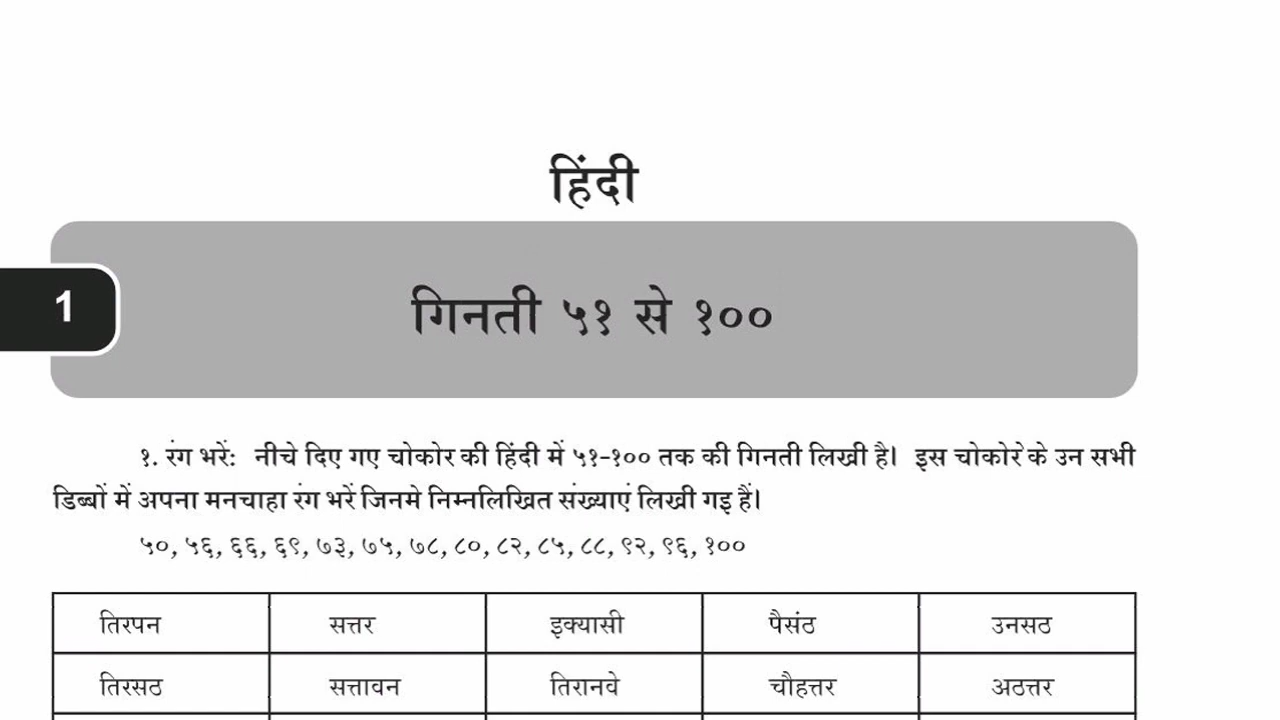 हिंदी
1
गिनती ५१ से १००
१. रंग भरें: नीचे दिए गए चोकोर की हिंदी में ५१-१०० तक की गिनती लिखी है। इस चोकोरे के उन सभी
डिब्बों में अपना मनचाहा रंग भरें जिनमे निम्नलिखित संख्याएं लिखी गइ हैं।
५०, ५६, ६६, ६९, ७३, ७५, ७८, ८०, ८२, ८५, ८८, ९२, ९६, १००
तिरपन सत्तर इक्यासी पैसंठ उनसठ
तिरसठ सत्तावन तिरानवे चौहत्तर अठत्तर